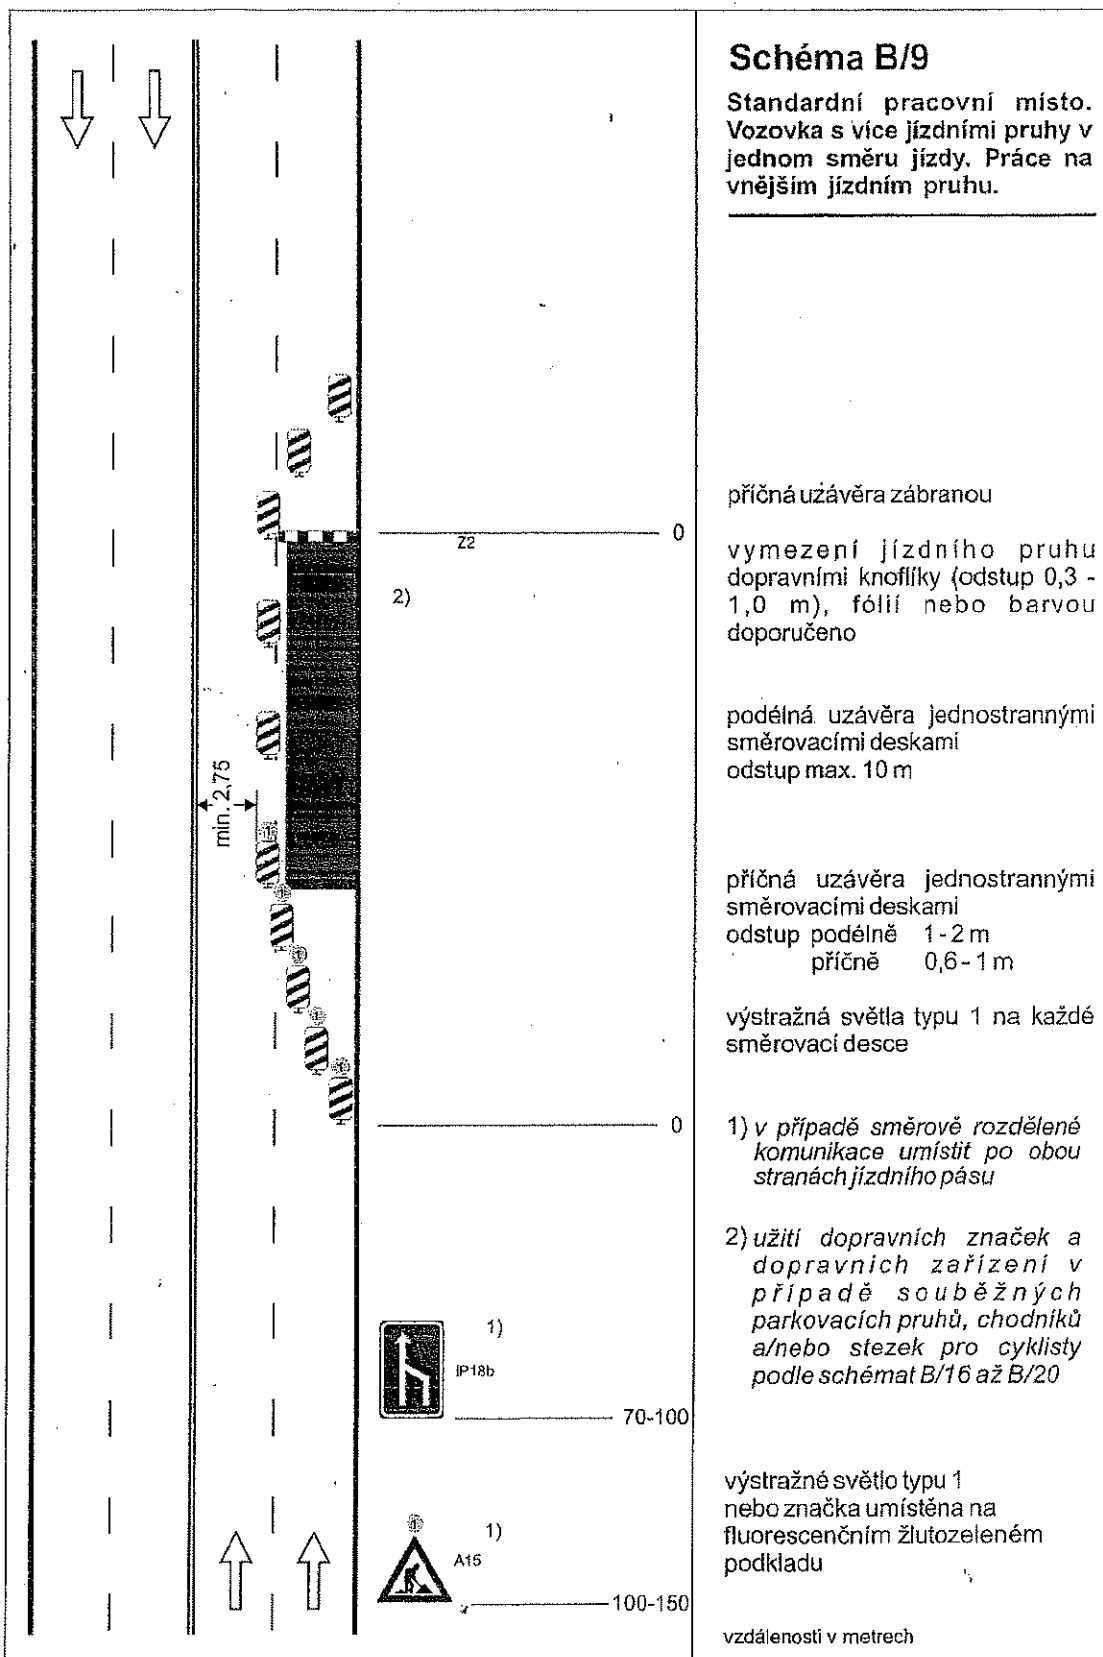 Schéma B/9
Standardní pracovní místo.
Vozovka s více jízdními pruhy v
jednom směru jízdy. Práce na
vnějším jízdním pruhu.
příčná uzávěra zábranou
0
Z2
vymezení jízdního pruhu
dopravními knoflíky (odstup 0,3 -
1,0 m), fólií nebo barvou
doporučeno
2)
podélná uzávěra jednostrannými
směrovacími deskami
odstup max. 10 m
min. 2,75
příčná uzávěra jednostrannými
směrovacími deskami
odstup podélně 1-2 m
příčně 0,6-1 m
výstražná světla typu 1 na každé
směrovací desce
1
1
1
1
1
0
1) v případě směrově rozdělené
komunikace umístit po obou
stranách jízdního pásu
2) užití dopravních značek a
dopravních zařízení v
případě souběžných
parkovacích pruhů, chodníků
a/nebo stezek pro cyklisty
podle schémat B/16 až B/20
1)
IP18b
70-100
výstražné světlo typu 1
nebo značka umístěna na
fluorescenčním žlutozeleném
podkladu
1
1)
A15
100-150
vzdálenosti v metrech